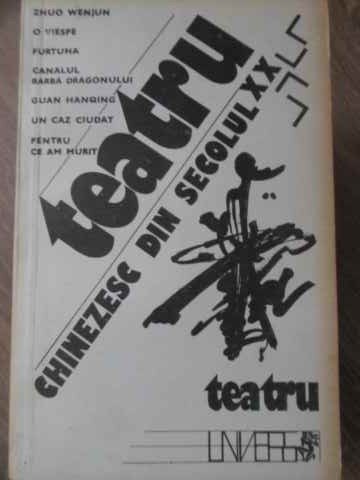 ZHUO WENJUN
O VIESPE
FURTUNA
CANALUL
BARBĂ DRAGONULUI
GUAN HANQING
UN CAZ CIUDAT
PENTRU
CE AM MURIT
teatru
CHINEZESC DIN SECOLUL XX
teatru
UNIVERS